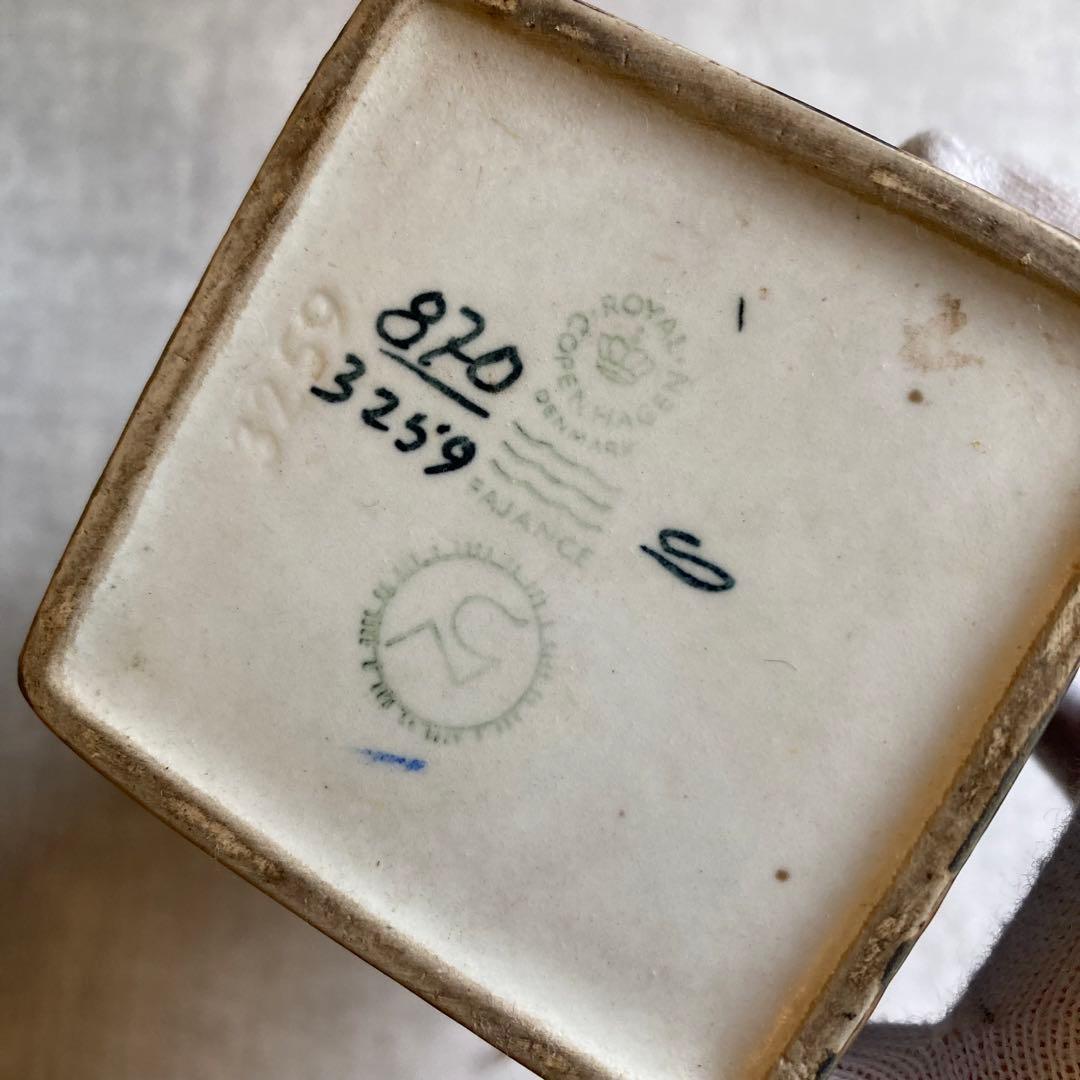 3259
870
3259
ROYAL COPENHAGEN
DENMARK
FAJANCE
1
S